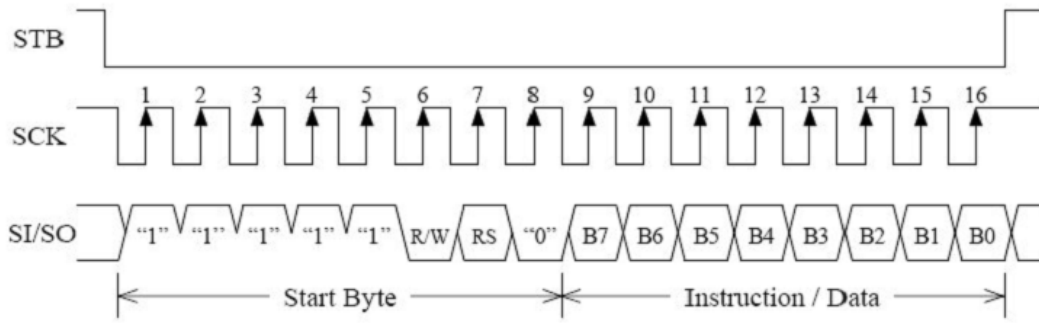 STB
1 2 3 4 5 6 7 8 9 10 11 12 13 14 15 16
SCK
SI/SO “1” “1” “1” “1” “1” R/W RS “0” B7 B6 B5 B4 B3 B2 B1 B0
Start Byte Instruction / Data